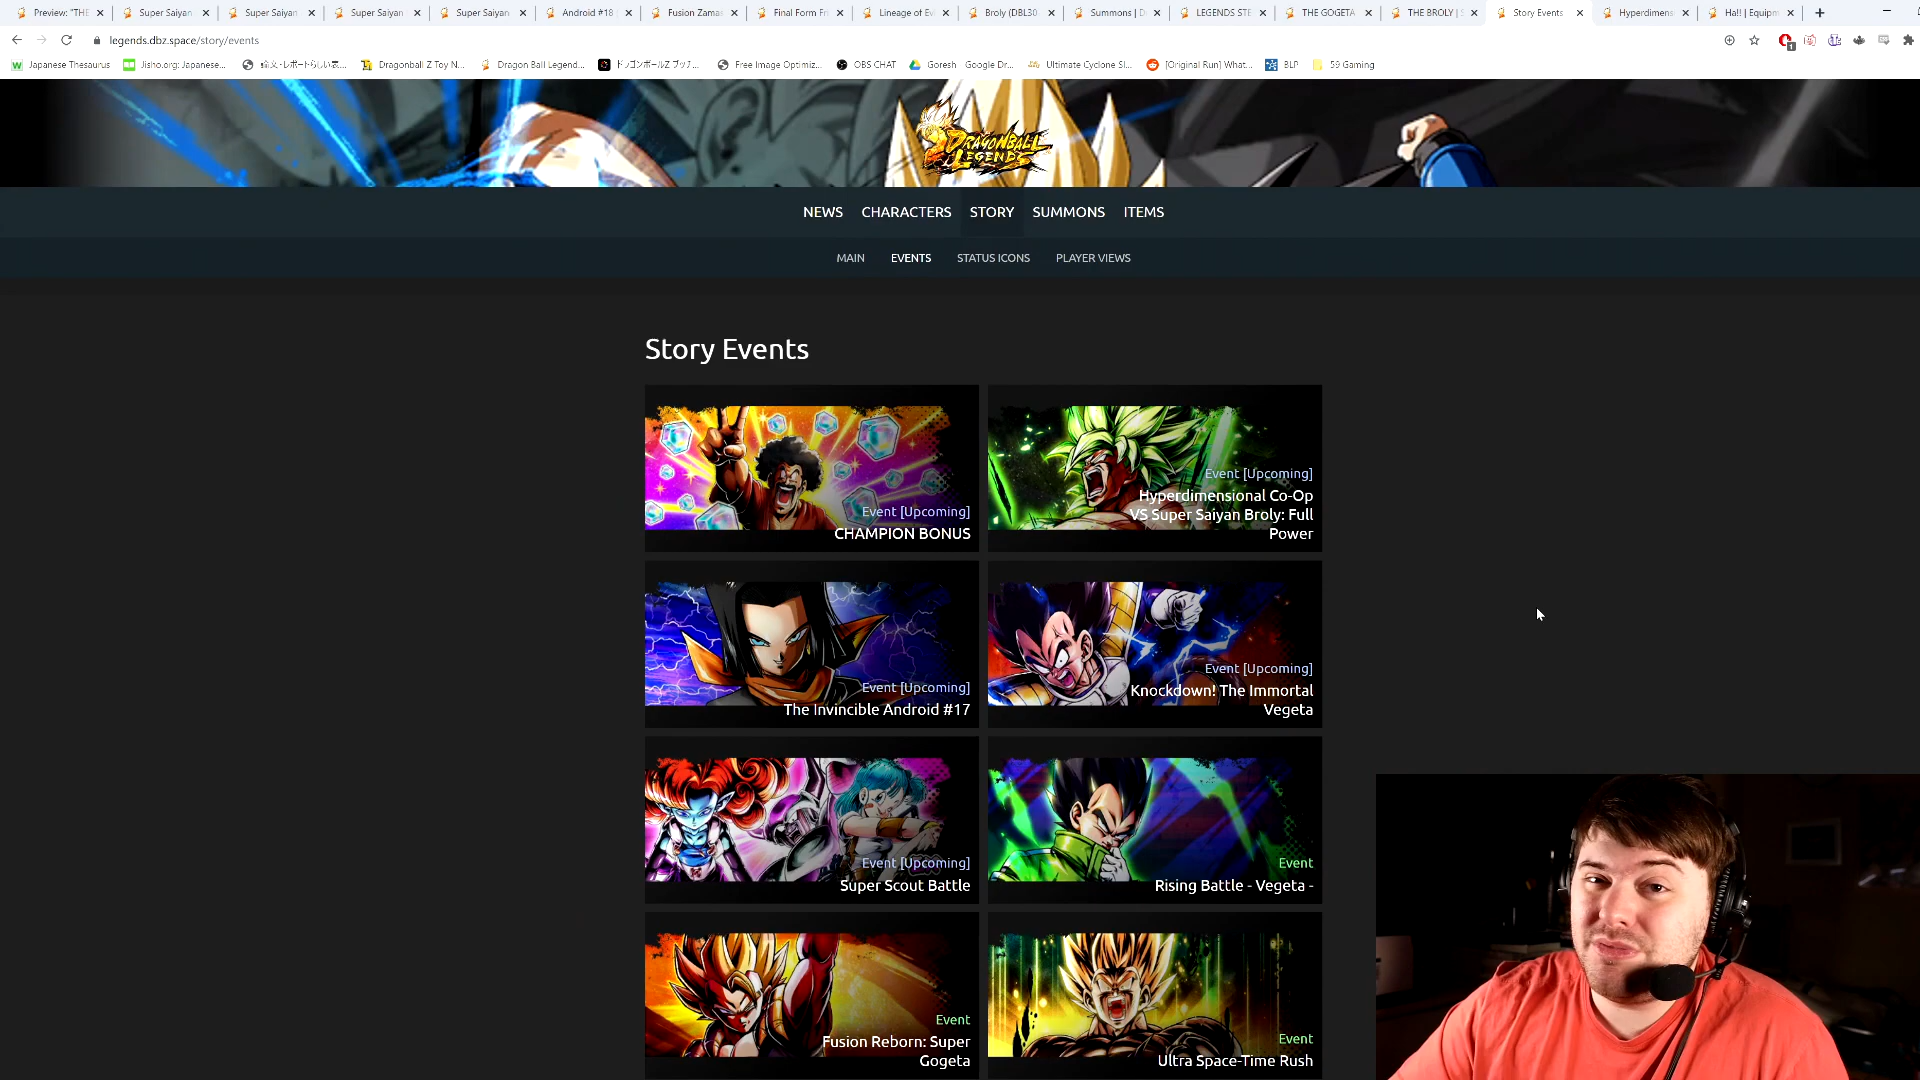 Preview: "THE
Super Saiyan
Super Saiyan
Super Saiyan
Super Saiyan
Android #18
Fusion Zama
Final Form Fr
Lineage of Ev
Broly (DBL30
Summons | D
LEGENDS STE
THE GOGETA
THE BROLY | S
Story Events
Hyperdimens
Ha!! | Equipm
legends.dbz.space/story/events
Japanese Thesaurus
Jisho.org: Japanese...
Dragonball Z Toy N...
Dragon Ball Legend...
Free Image Optimiz...
OBS CHAT
Goresh - Google Dr...
Ultimate Cyclone Sl...
[Original Run] What...
BLP
59 Gaming
DRAGONBALL
LEGENDS
NEWS CHARACTERS STORY SUMMONS ITEMS
MAIN EVENTS STATUS ICONS PLAYER VIEWS
Story Events
Event [Upcoming]
CHAMPION BONUS
Event [Upcoming]
Hyperdimensional Co-Op
VS Super Saiyan Broly: Full
Power
Event [Upcoming]
The Invincible Android #17
Event [Upcoming]
Knockdown! The Immortal
Vegeta
Event [Upcoming]
Super Scout Battle
Event
Rising Battle - Vegeta -
Event
Fusion Reborn: Super
Gogeta
Event
Ultra Space-Time Rush